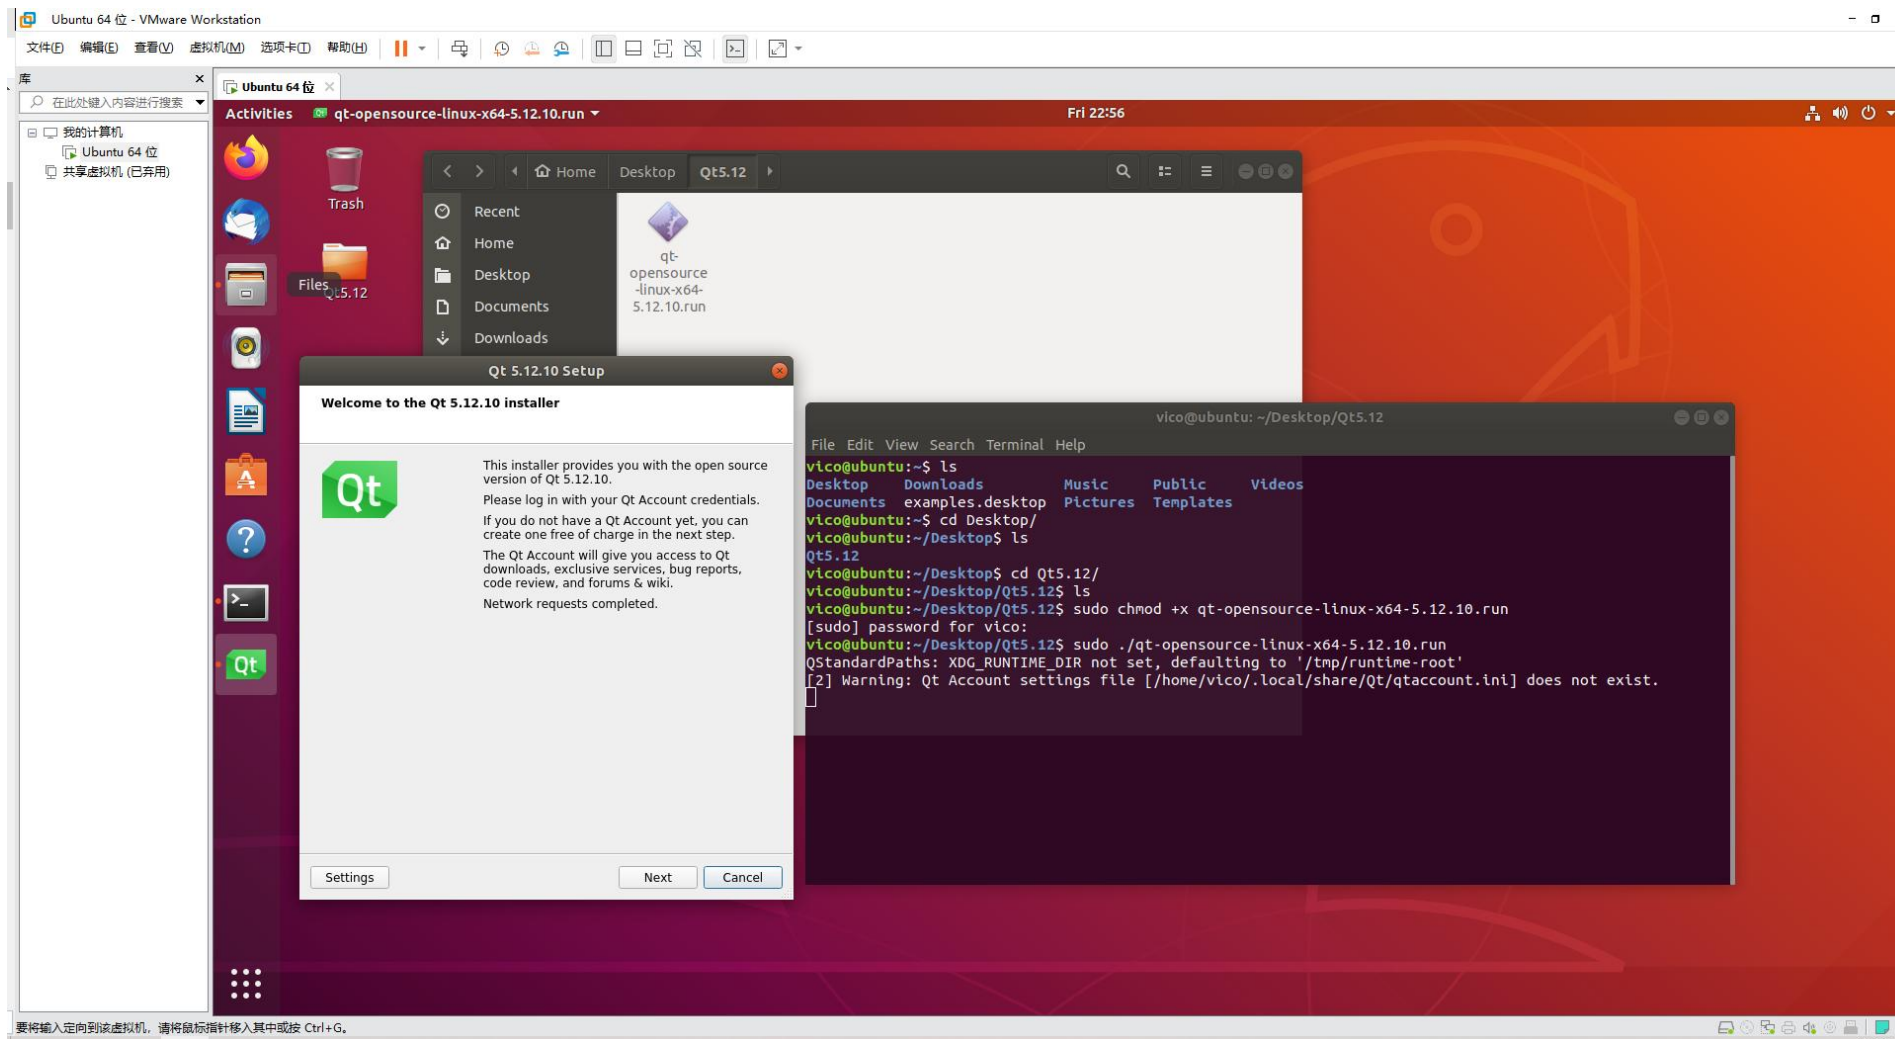 Ubuntu 64 位 - VMware Workstation
文件(F) 编辑(E) 查看(V) 虚拟机(M) 选项卡(T) 帮助(H)
库
在此处键入内容进行搜索
我的计算机
Ubuntu 64 位
共享虚拟机 (已弃用)
Ubuntu 64 位
Activities qt-opensource-linux-x64-5.12.10.run Fri 22:56
Trash
Files
Qt5.12
Home Desktop Qt5.12
Recent
Home
Desktop
Documents
Downloads
qt-
opensource
-linux-x64-
5.12.10.run
Qt 5.12.10 Setup
Welcome to the Qt 5.12.10 installer
Qt
This installer provides you with the open source
version of Qt 5.12.10.
Please log in with your Qt Account credentials.
If you do not have a Qt Account yet, you can
create one free of charge in the next step.
The Qt Account will give you access to Qt
downloads, exclusive services, bug reports,
code review, and forums & wiki.
Network requests completed.
Settings Next Cancel
vico@ubuntu: ~/Desktop/Qt5.12
File Edit View Search Terminal Help
vico@ubuntu:~$ ls
Desktop Downloads Music Public Videos
Documents examples.desktop Pictures Templates
vico@ubuntu:~$ cd Desktop/
vico@ubuntu:~/Desktop$ ls
Qt5.12
vico@ubuntu:~/Desktop$ cd Qt5.12/
vico@ubuntu:~/Desktop/Qt5.12$ ls
vico@ubuntu:~/Desktop/Qt5.12$ sudo chmod +x qt-opensource-linux-x64-5.12.10.run
[sudo] password for vico:
vico@ubuntu:~/Desktop/Qt5.12$ sudo ./qt-opensource-linux-x64-5.12.10.run
QStandardPaths: XDG_RUNTIME_DIR not set, defaulting to '/tmp/runtime-root'
[2] Warning: Qt Account settings file [/home/vico/.local/share/Qt/qtaccount.ini] does not exist.
Qt
要将输入定向到该虚拟机，请将鼠标指针移入其中或按 Ctrl+G。